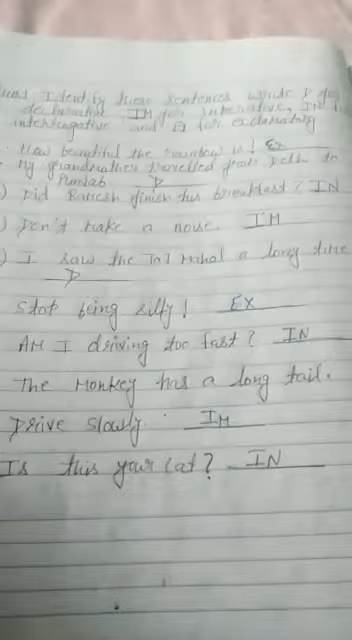 Ques, Identify these sentences write D for
declarative, IM for imperative, IN for
interrogative and Ex for exclamatory
How beautiful the rainbow is! Ex
My grandmother travelled from Delhi to
Punjab D
) Did Ramesh finish his breakfast? IN
) Don't make a noise. IM
) I saw the Taj Mahal a long time
D
Stop being silly! Ex
AM I driving too fast? IN
The Monkey has a long tail.
Drive slowly IM
Is this your Cat? IN